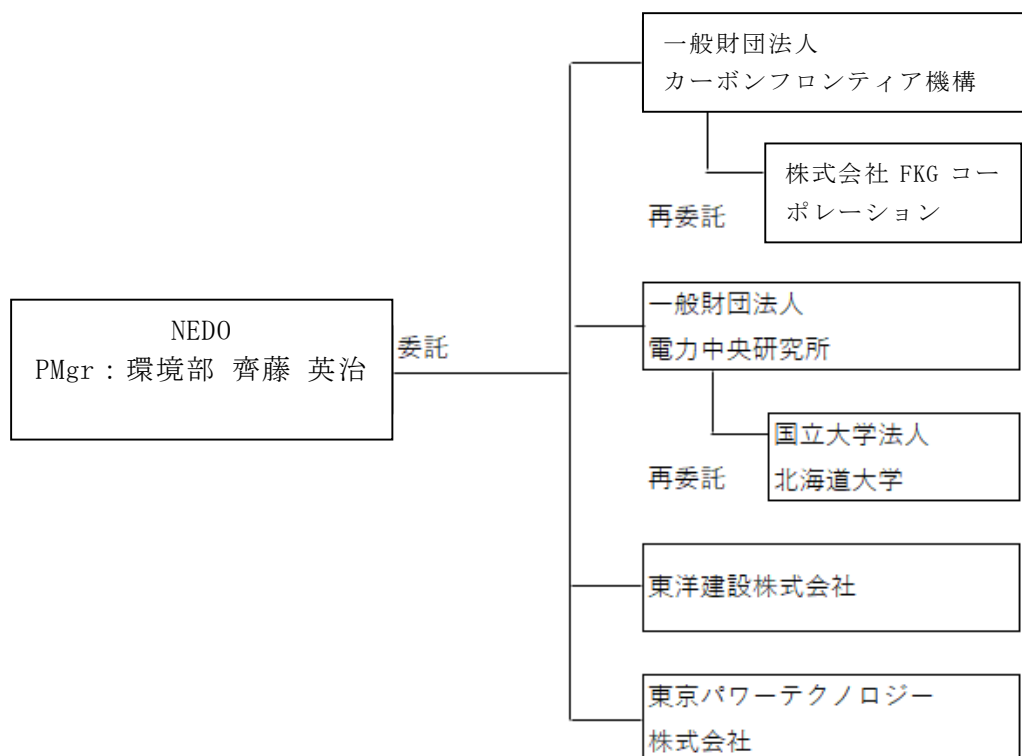 一般財団法人
カーボンフロンティア機構
株式会社 FKG コー
ポレーション
再委託
NEDO
PMgr：環境部 齊藤 英治
委託
一般財団法人
電力中央研究所
国立大学法人
北海道大学
再委託
東洋建設株式会社
東京パワーテクノロジー
株式会社